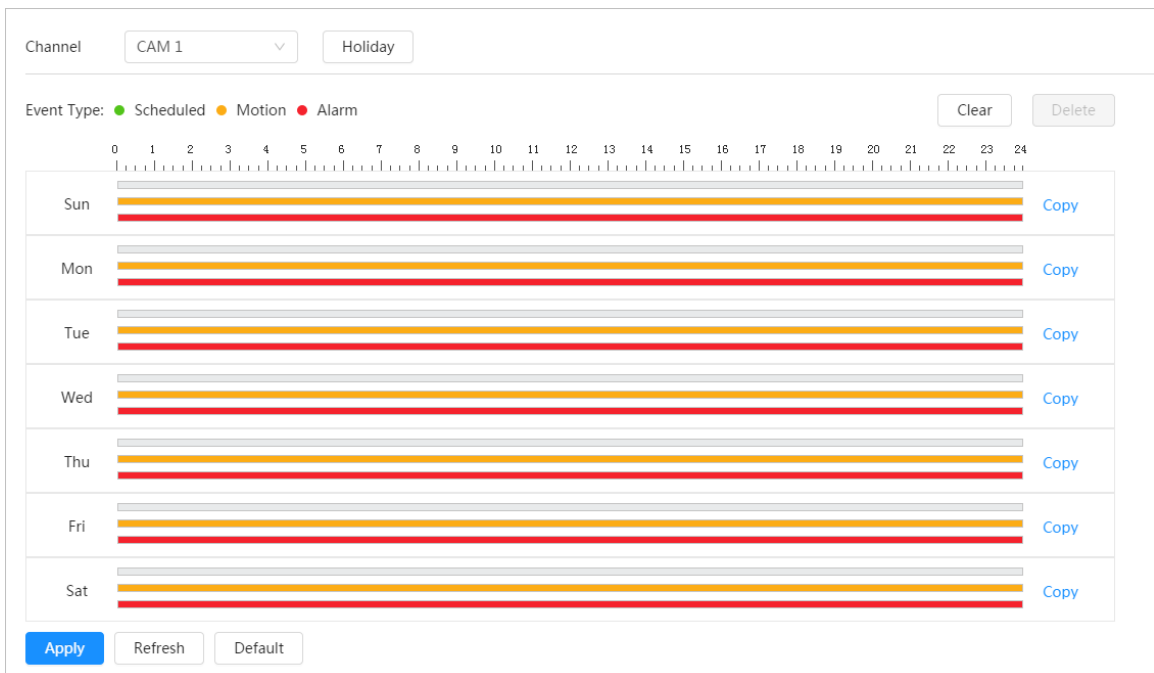 Channel CAM 1 Holiday
Event Type: Scheduled Motion Alarm Clear Delete
0 1 2 3 4 5 6 7 8 9 10 11 12 13 14 15 16 17 18 19 20 21 22 23 24
Sun Copy
Mon Copy
Tue Copy
Wed Copy
Thu Copy
Fri Copy
Sat Copy
Apply Refresh Default